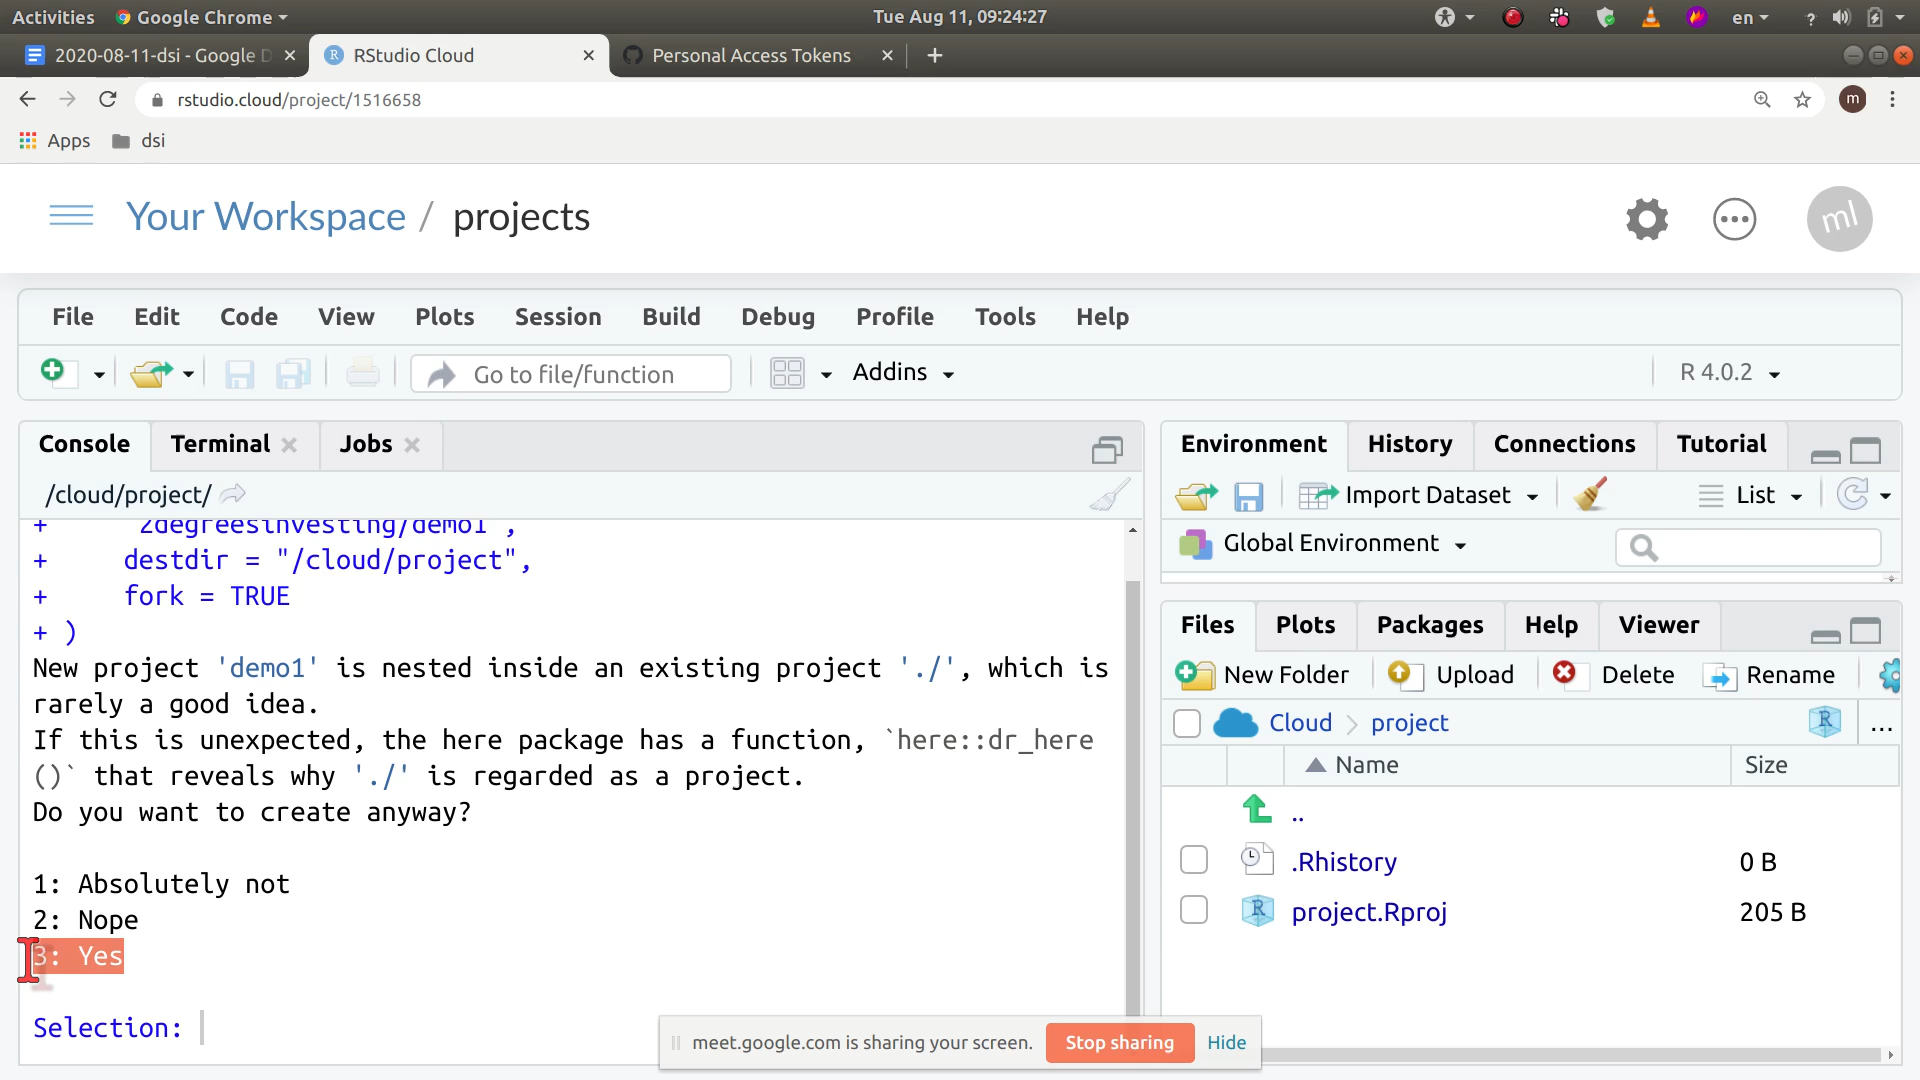 Activities Google Chrome Tue Aug 11, 09:24:27 en ?
2020-08-11-dsi - Google D RStudio Cloud Personal Access Tokens
rstudio.cloud/project/1516658 m
Apps dsi
Your Workspace / projects ml
File Edit Code View Plots Session Build Debug Profile Tools Help
Go to file/function Addins R 4.0.2
Console Terminal Jobs
/cloud/project/
+ 2degreesinvesting/demo1 ,
+ destdir = "/cloud/project",
+ fork = TRUE
+ )
New project 'demo1' is nested inside an existing project './', which is
rarely a good idea.
If this is unexpected, the here package has a function, `here::dr_here
()` that reveals why './' is regarded as a project.
Do you want to create anyway?
1: Absolutely not
2: Nope
3: Yes
Selection:
Environment History Connections Tutorial
Import Dataset List
Global Environment
Files Plots Packages Help Viewer
New Folder Upload Delete Rename
Cloud project ...
Name Size
..
.Rhistory 0 B
project.Rproj 205 B
meet.google.com is sharing your screen. Stop sharing Hide